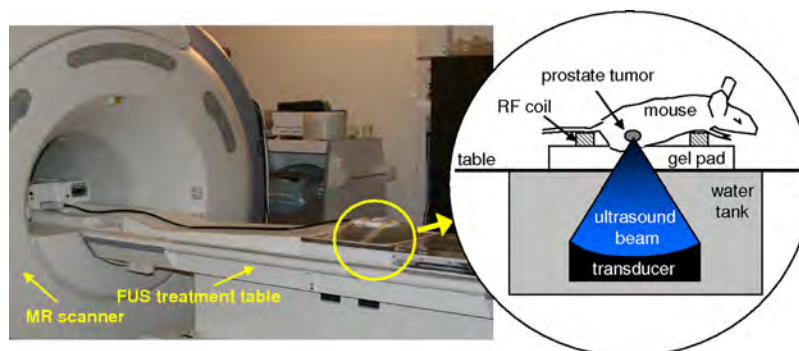 MR scanner
FUS treatment table
prostate tumor
RF coil
mouse
table
gel pad
water
tank
ultrasound
beam
transducer